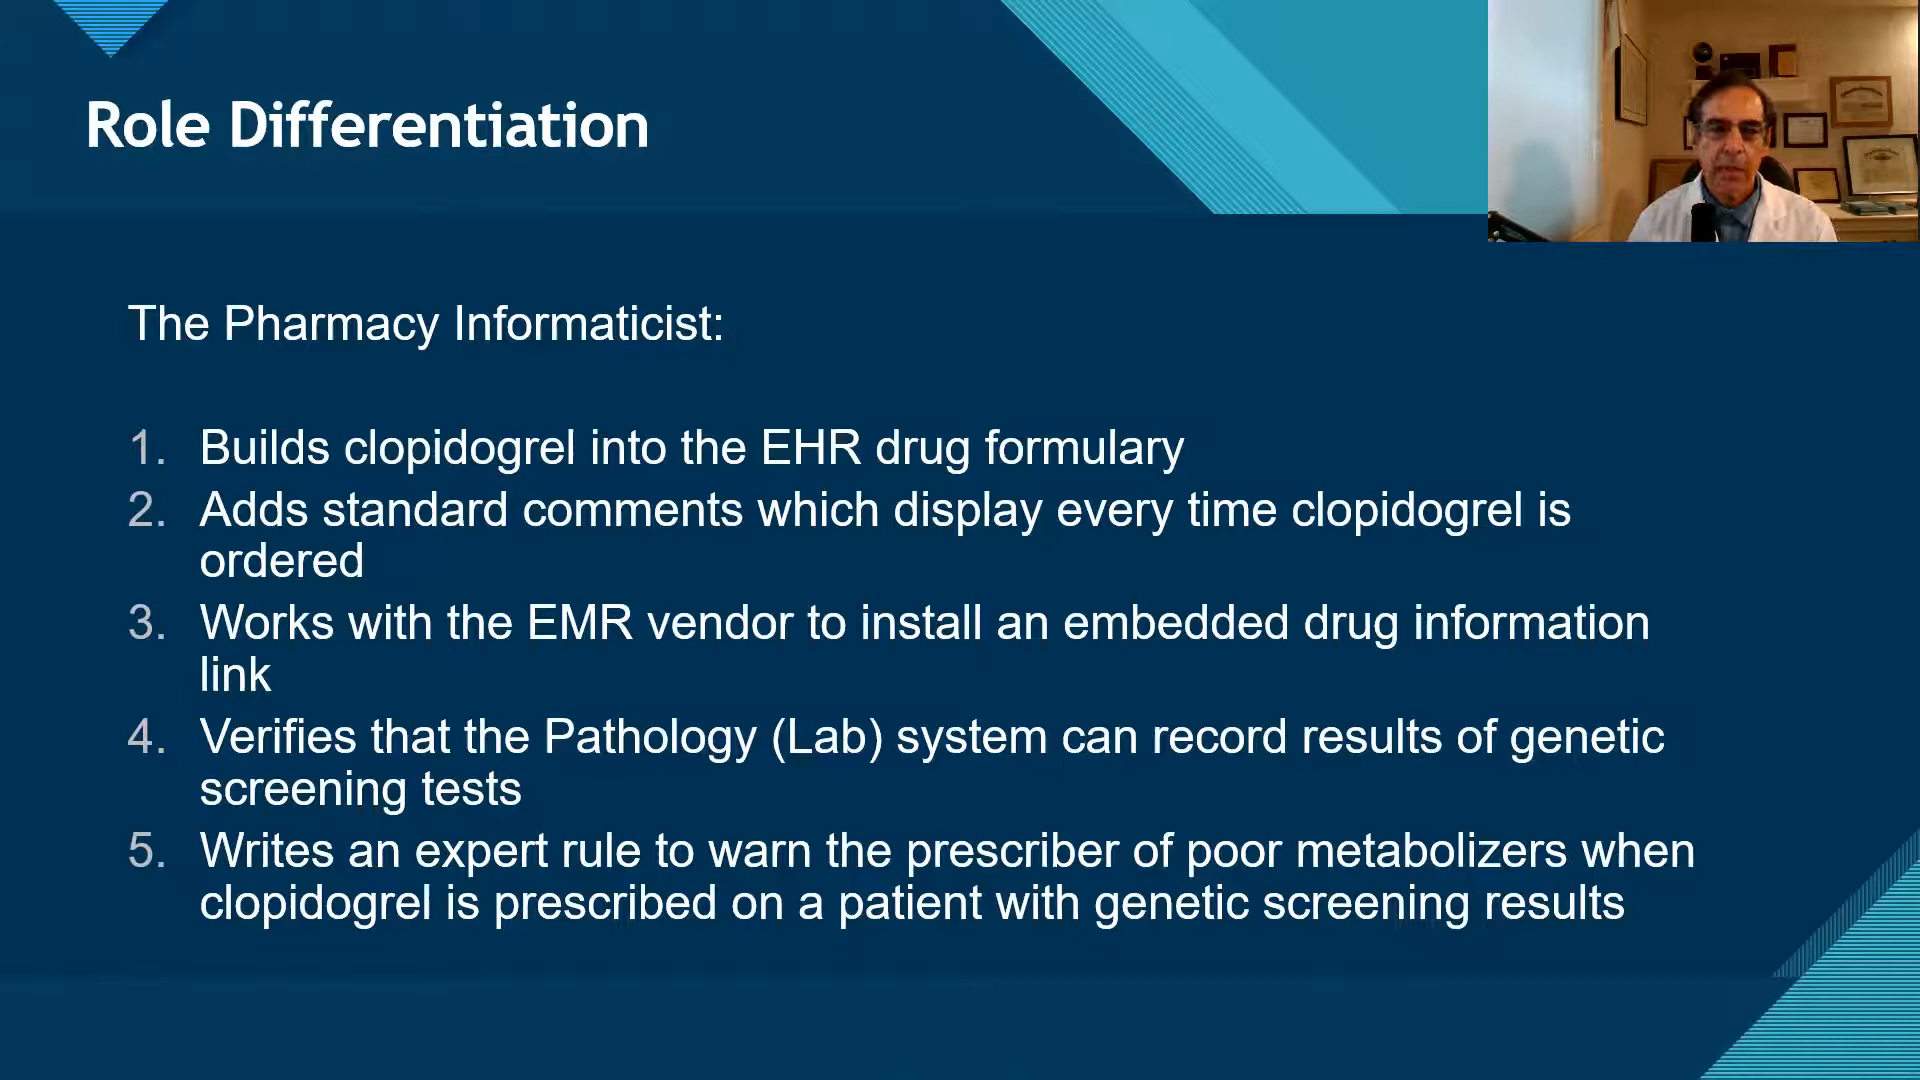 Role Differentiation
The Pharmacy Informaticist:
1. Builds clopidogrel into the EHR drug formulary
2. Adds standard comments which display every time clopidogrel is
ordered
3. Works with the EMR vendor to install an embedded drug information
link
4. Verifies that the Pathology (Lab) system can record results of genetic
screening tests
5. Writes an expert rule to warn the prescriber of poor metabolizers when
clopidogrel is prescribed on a patient with genetic screening results